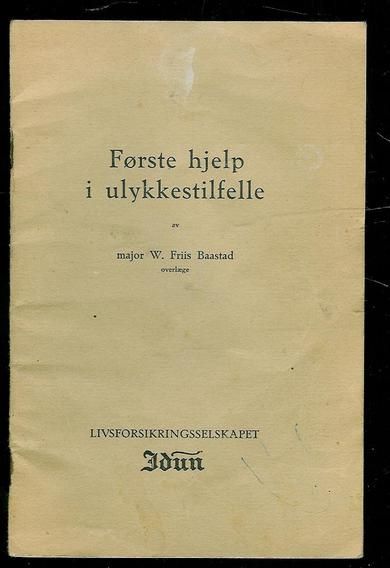 Første hjelp
i ulykkestilfelle
av
major W. Friis Baastad
overlæge
LIVSFORSIKRINGSSELSKAPET
Idun